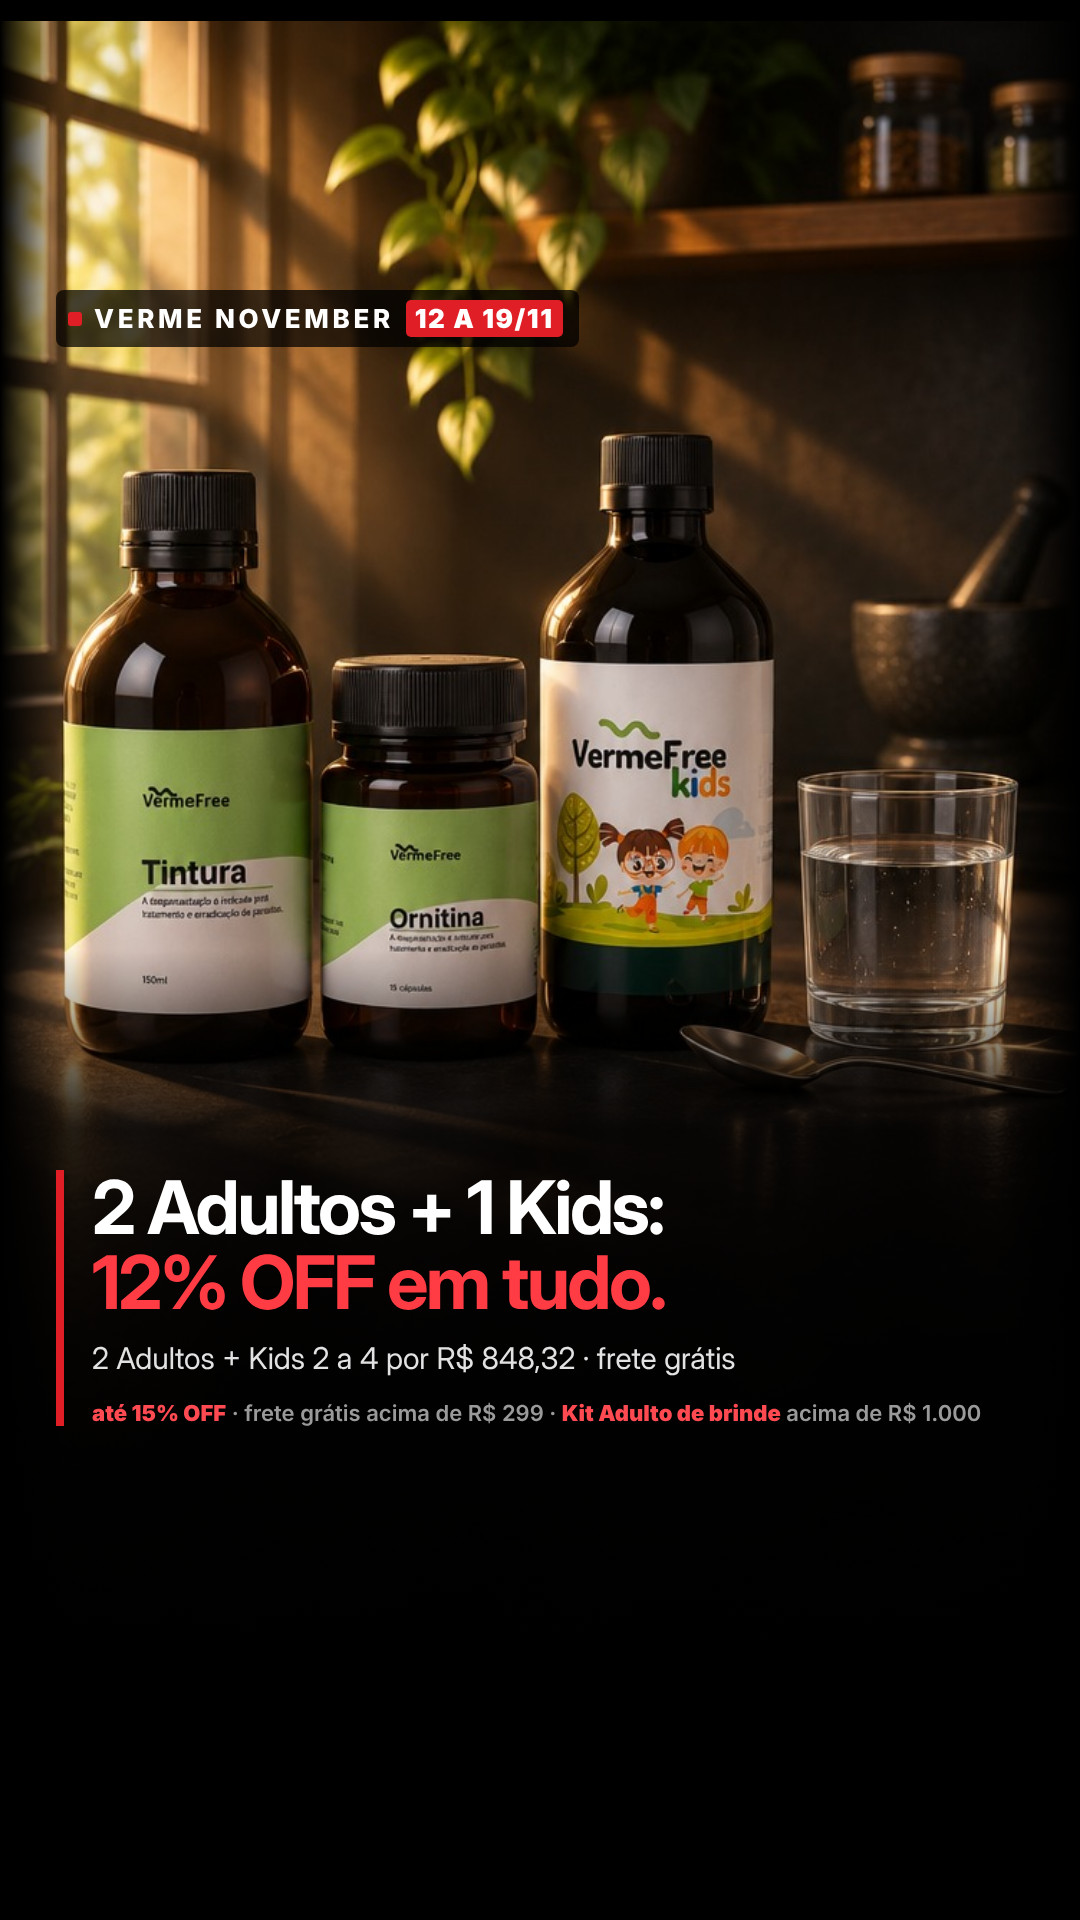 VERME NOVEMBER 12 A 19/11
VermeFree
Tintura
150ml
VermeFree
Ornitina
15 cápsulas
VermeFree
kids
2 Adultos + 1 Kids:
12% OFF em tudo.
2 Adultos + Kids 2 a 4 por R$ 848,32 · frete grátis
até 15% OFF · frete grátis acima de R$ 299 · Kit Adulto de brinde acima de R$ 1.000